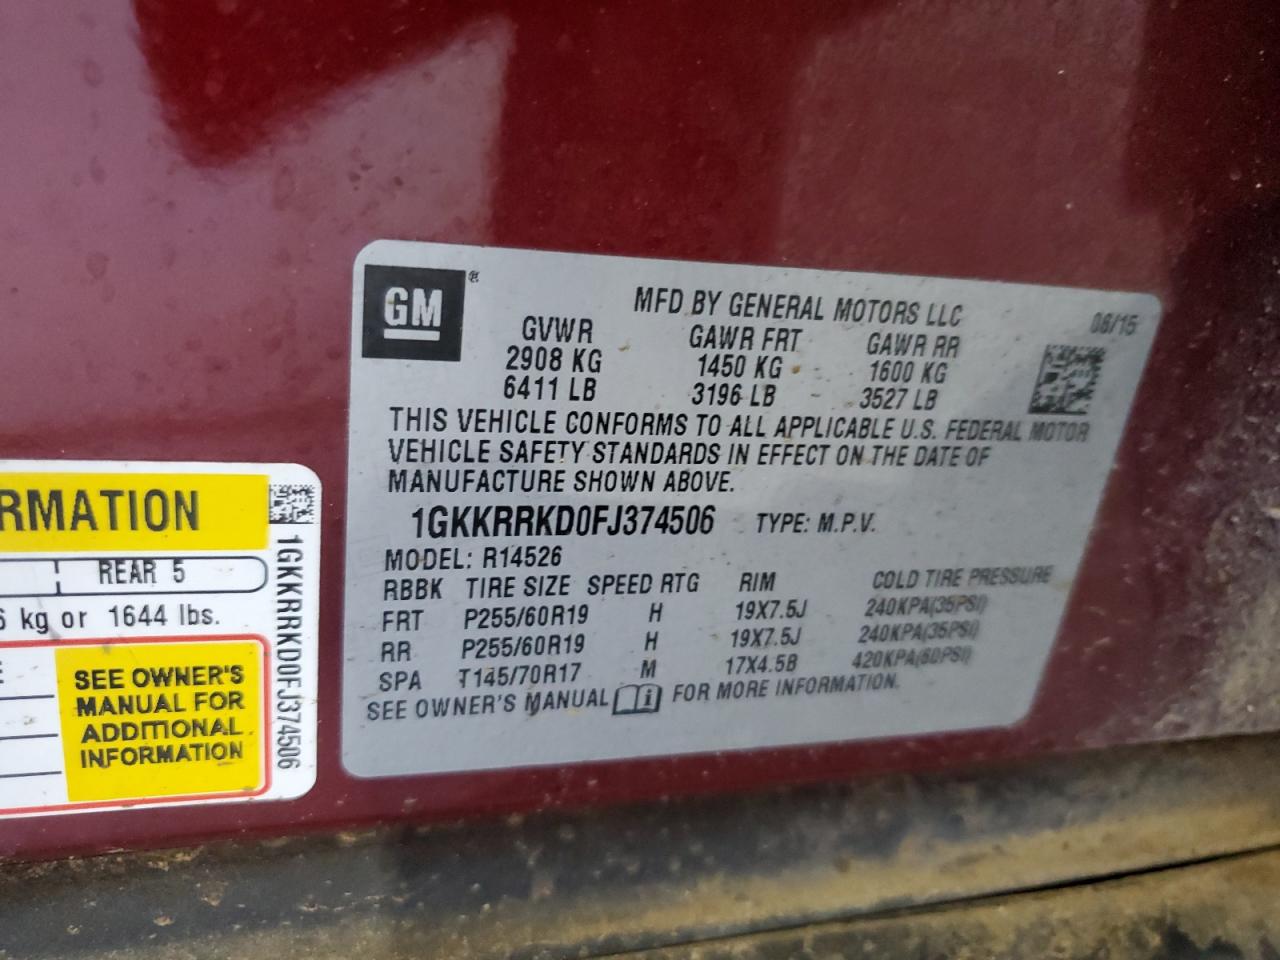 GM®
MFD BY GENERAL MOTORS LLC 08/15
GVWR GAWR FRT GAWR RR
2908 KG 1450 KG 1600 KG
6411 LB 3196 LB 3527 LB
THIS VEHICLE CONFORMS TO ALL APPLICABLE U.S. FEDERAL MOTOR
VEHICLE SAFETY STANDARDS IN EFFECT ON THE DATE OF
MANUFACTURE SHOWN ABOVE.
1GKKRRKD0FJ374506 TYPE: M.P.V.
MODEL: R14526
RBBK TIRE SIZE SPEED RTG RIM COLD TIRE PRESSURE
FRT P255/60R19 H 19X7.5J 240KPA(35PSI)
RR P255/60R19 H 19X7.5J 240KPA(35PSI)
SPA T145/70R17 M 17X4.5B 420KPA(60PSI)
SEE OWNER'S MANUAL FOR MORE INFORMATION.
RMATION
REAR 5
6 kg or 1644 lbs.
E
SEE OWNER'S
MANUAL FOR
ADDITIONAL
INFORMATION
1GKKRRKD0FJ374506